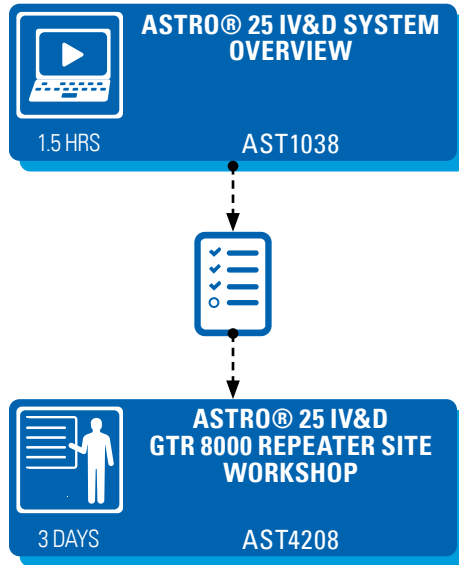 ASTRO® 25 IV&D SYSTEM
OVERVIEW
1.5 HRS
AST1038
ASTRO® 25 IV&D
GTR 8000 REPEATER SITE
WORKSHOP
3 DAYS
AST4208